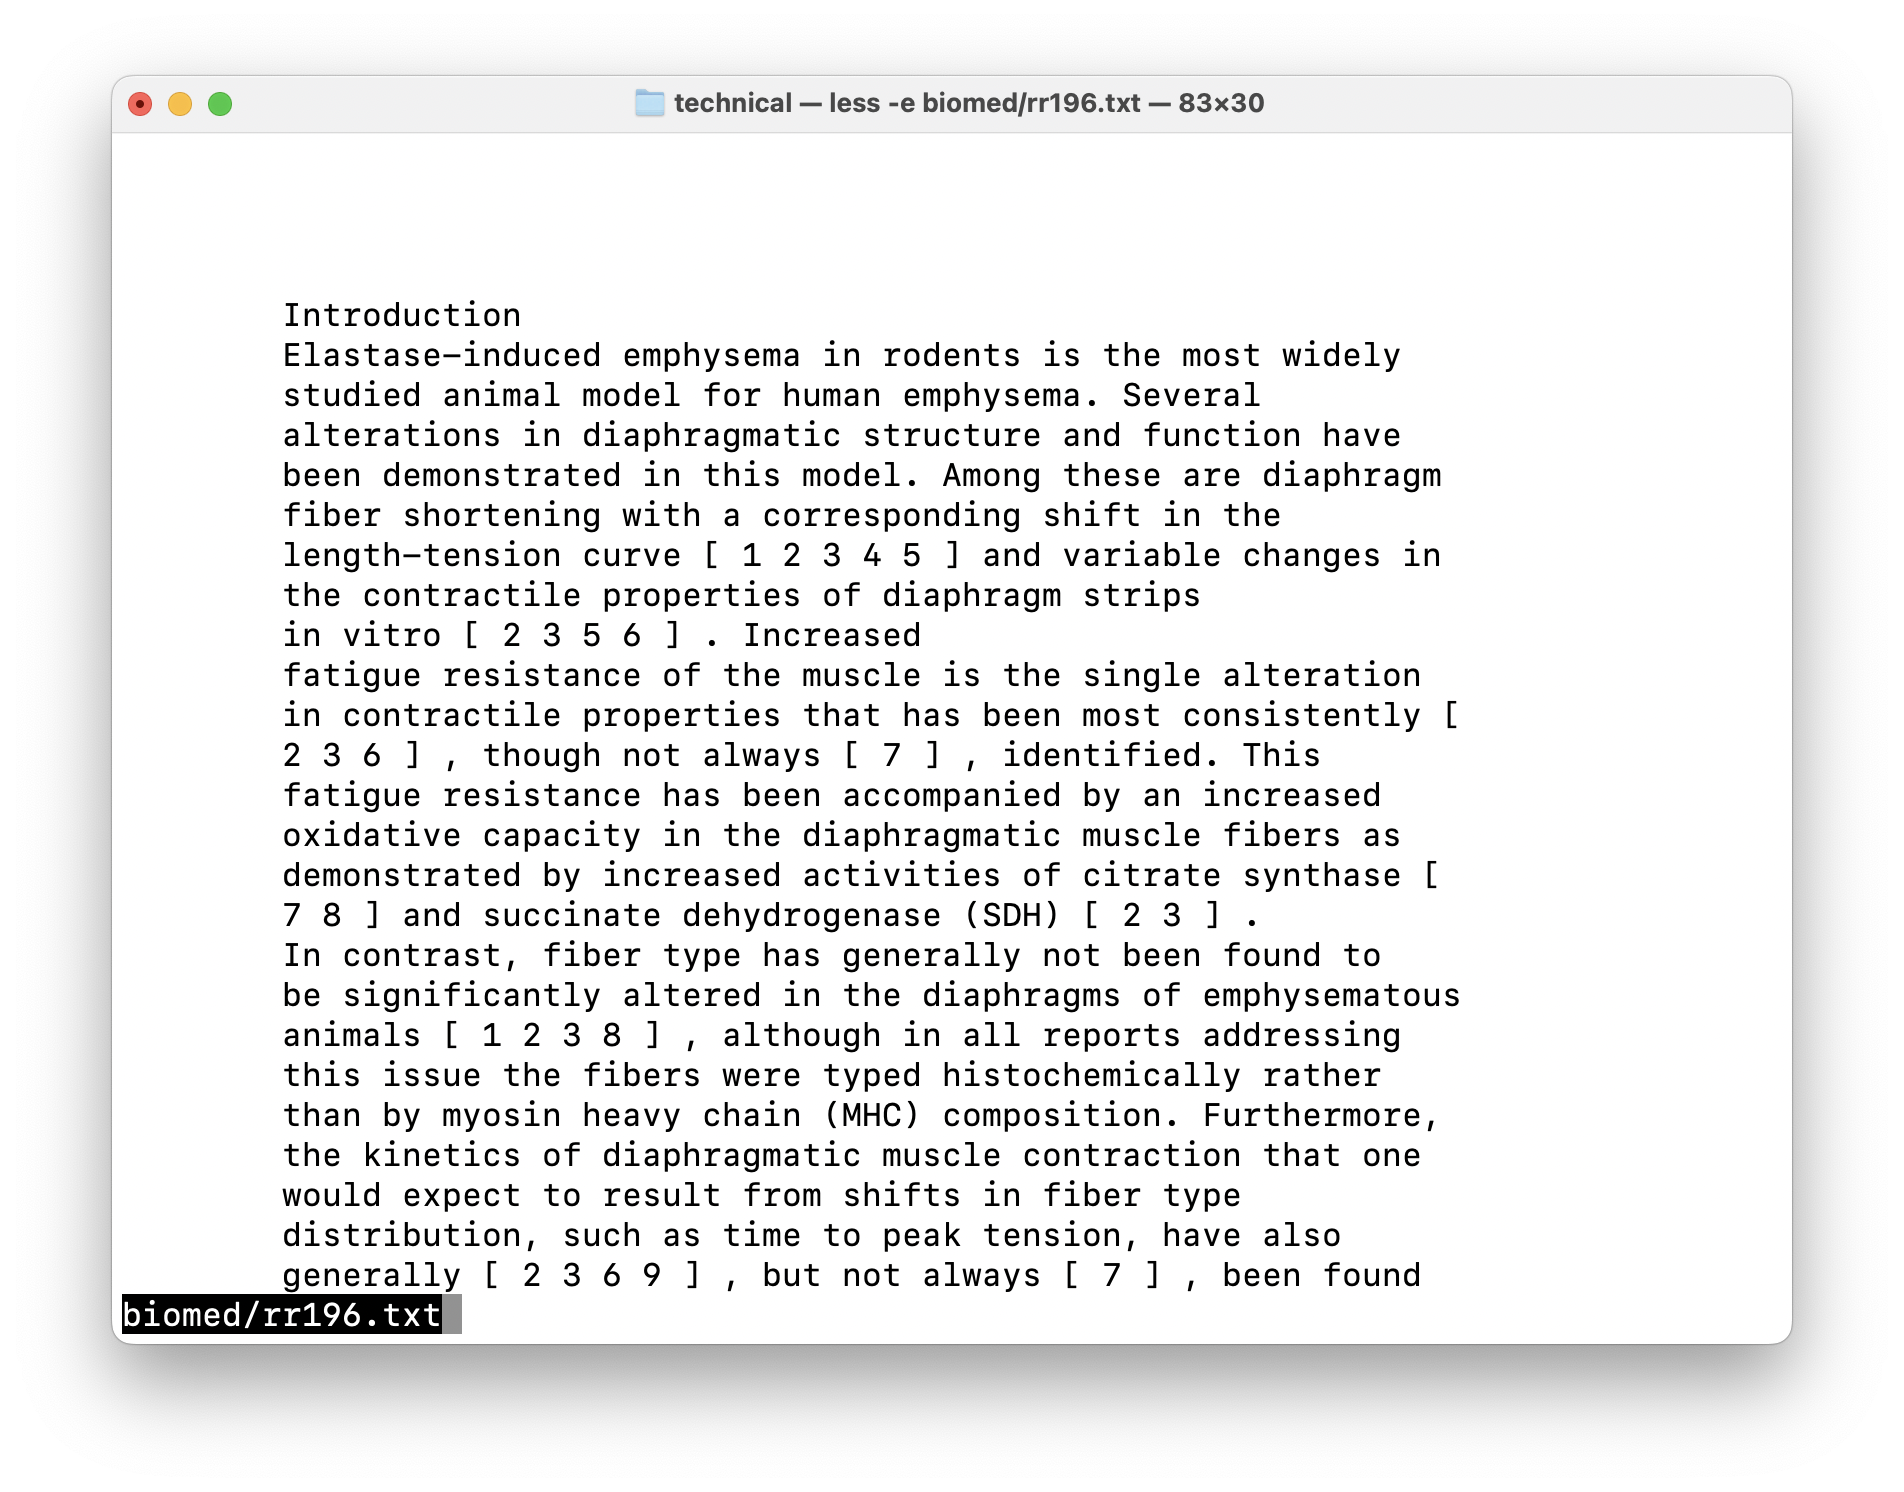 technical — less -e biomed/rr196.txt — 83×30
Introduction
Elastase-induced emphysema in rodents is the most widely
studied animal model for human emphysema. Several
alterations in diaphragmatic structure and function have
been demonstrated in this model. Among these are diaphragm
fiber shortening with a corresponding shift in the
length-tension curve [ 1 2 3 4 5 ] and variable changes in
the contractile properties of diaphragm strips
in vitro [ 2 3 5 6 ] . Increased
fatigue resistance of the muscle is the single alteration
in contractile properties that has been most consistently [
2 3 6 ] , though not always [ 7 ] , identified. This
fatigue resistance has been accompanied by an increased
oxidative capacity in the diaphragmatic muscle fibers as
demonstrated by increased activities of citrate synthase [
7 8 ] and succinate dehydrogenase (SDH) [ 2 3 ] .
In contrast, fiber type has generally not been found to
be significantly altered in the diaphragms of emphysematous
animals [ 1 2 3 8 ] , although in all reports addressing
this issue the fibers were typed histochemically rather
than by myosin heavy chain (MHC) composition. Furthermore,
the kinetics of diaphragmatic muscle contraction that one
would expect to result from shifts in fiber type
distribution, such as time to peak tension, have also
generally [ 2 3 6 9 ] , but not always [ 7 ] , been found
biomed/rr196.txt